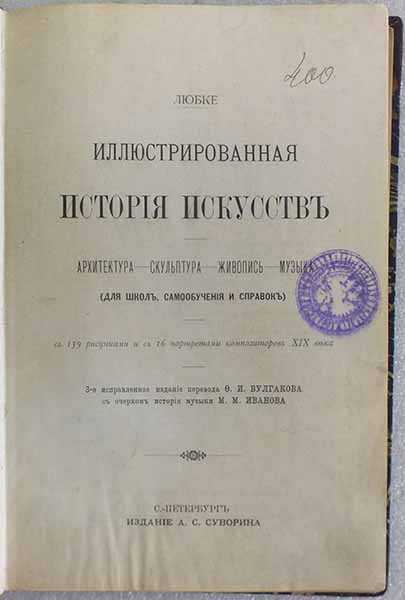 400
ЛЮБКЕ
ИЛЛЮСТРИРОВАННАЯ
ИСТОРІЯ ИСКУССТВЪ
АРХИТЕКТУРА—СКУЛЬПТУРА—ЖИВОПИСЬ—МУЗЫКА
(ДЛЯ ШКОЛЪ, САМООБУЧЕНІЯ И СПРАВОКЪ)
съ 139 рисунками и съ 16 портретами композиторовъ XIX вѣка
3-е исправленное изданіе перевода Ѳ. И. БУЛГАКОВА
съ очеркомъ исторіи музыки М. М. ИВАНОВА
С.-ПЕТЕРБУРГЪ
ИЗДАНІЕ А. С. СУВОРИНА